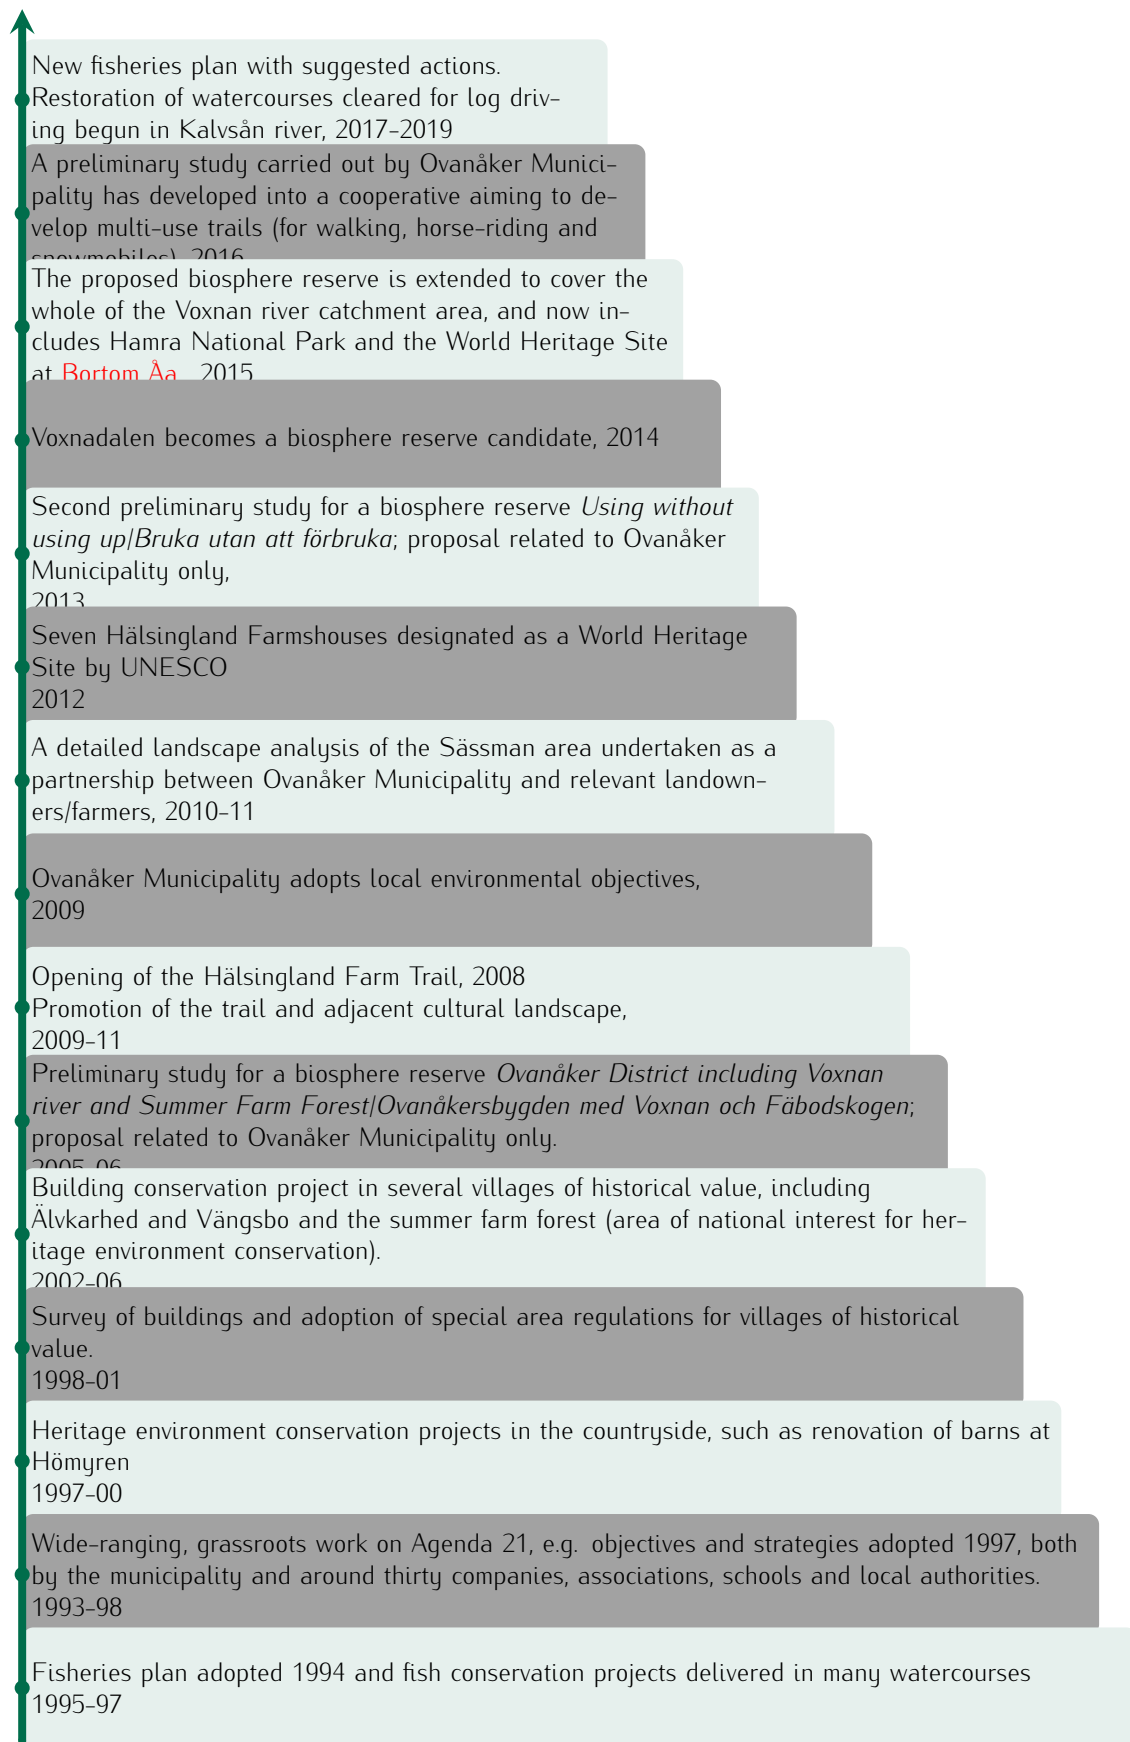 New fisheries plan with suggested actions.
Restoration of watercourses cleared for log driv-
ing begun in Kalvsån river, 2017-2019
A preliminary study carried out by Ovanåker Munici-
pality has developed into a cooperative aiming to de-
velop multi-use trails (for walking, horse-riding and
snowmobiles), 2016
The proposed biosphere reserve is extended to cover the
whole of the Voxnan river catchment area, and now in-
cludes Hamra National Park and the World Heritage Site
at Bortom Åa, 2015
Voxnadalen becomes a biosphere reserve candidate, 2014
Second preliminary study for a biosphere reserve Using without
using up/Bruka utan att förbruka; proposal related to Ovanåker
Municipality only,
2013
Seven Hälsingland Farmshouses designated as a World Heritage
Site by UNESCO
2012
A detailed landscape analysis of the Sässman area undertaken as a
partnership between Ovanåker Municipality and relevant landown-
ers/farmers, 2010-11
Ovanåker Municipality adopts local environmental objectives,
2009
Opening of the Hälsingland Farm Trail, 2008
Promotion of the trail and adjacent cultural landscape,
2009-11
Preliminary study for a biosphere reserve Ovanåker District including Voxnan
river and Summer Farm Forest/Ovanåkersbygden med Voxnan och Fäbodskogen;
proposal related to Ovanåker Municipality only.
2005-06
Building conservation project in several villages of historical value, including
Älvkarhed and Vängsbo and the summer farm forest (area of national interest for her-
itage environment conservation).
2002-06
Survey of buildings and adoption of special area regulations for villages of historical
value.
1998-01
Heritage environment conservation projects in the countryside, such as renovation of barns at
Hömyren
1997-00
Wide-ranging, grassroots work on Agenda 21, e.g. objectives and strategies adopted 1997, both
by the municipality and around thirty companies, associations, schools and local authorities.
1993-98
Fisheries plan adopted 1994 and fish conservation projects delivered in many watercourses
1995-97